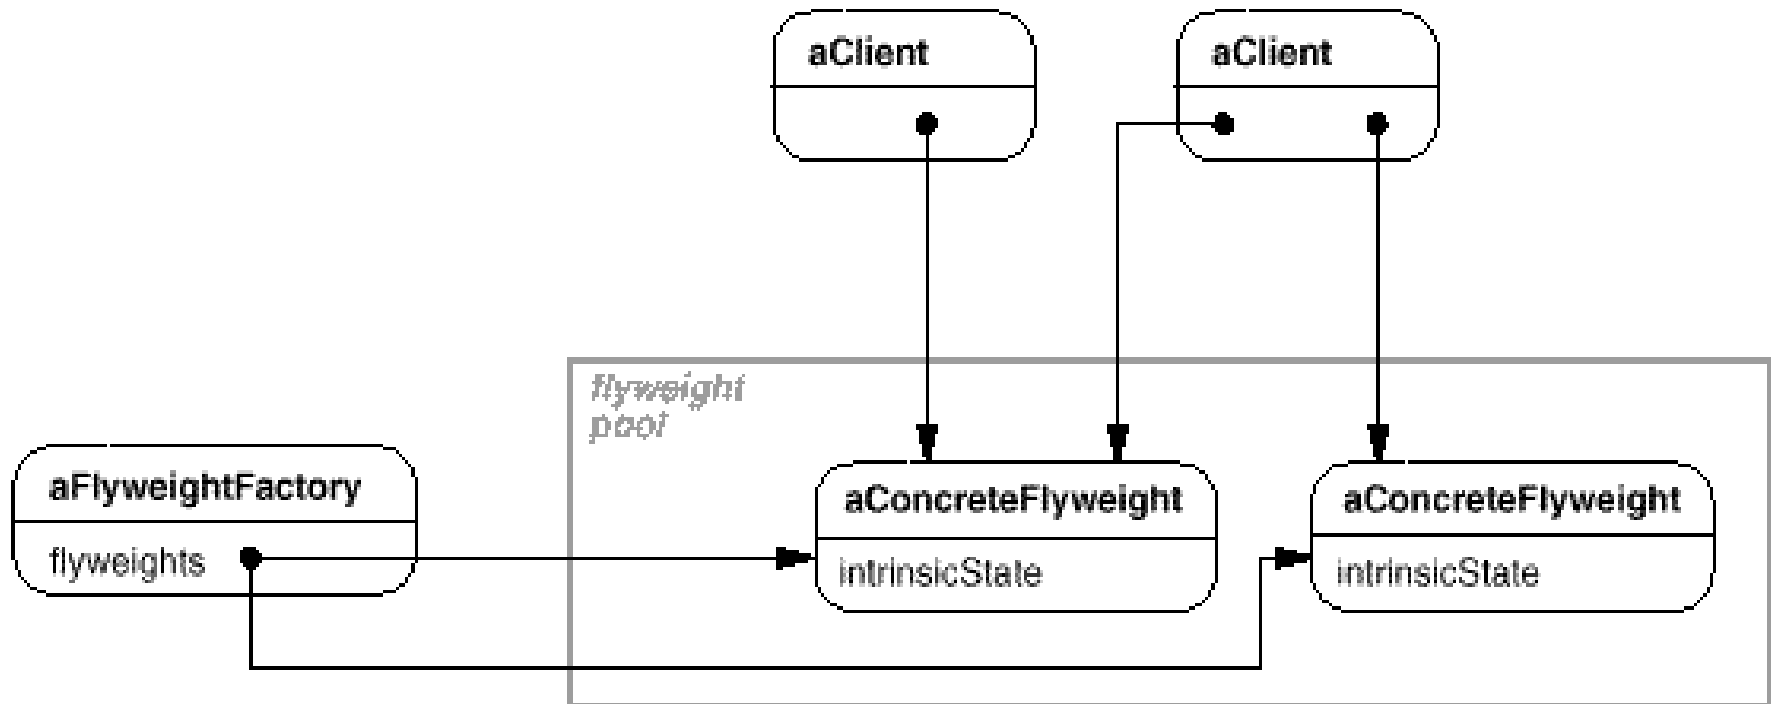 aClient
aClient
flyweight
pool
aFlyweightFactory
flyweights
aConcreteFlyweight
intrinsicState
aConcreteFlyweight
intrinsicState